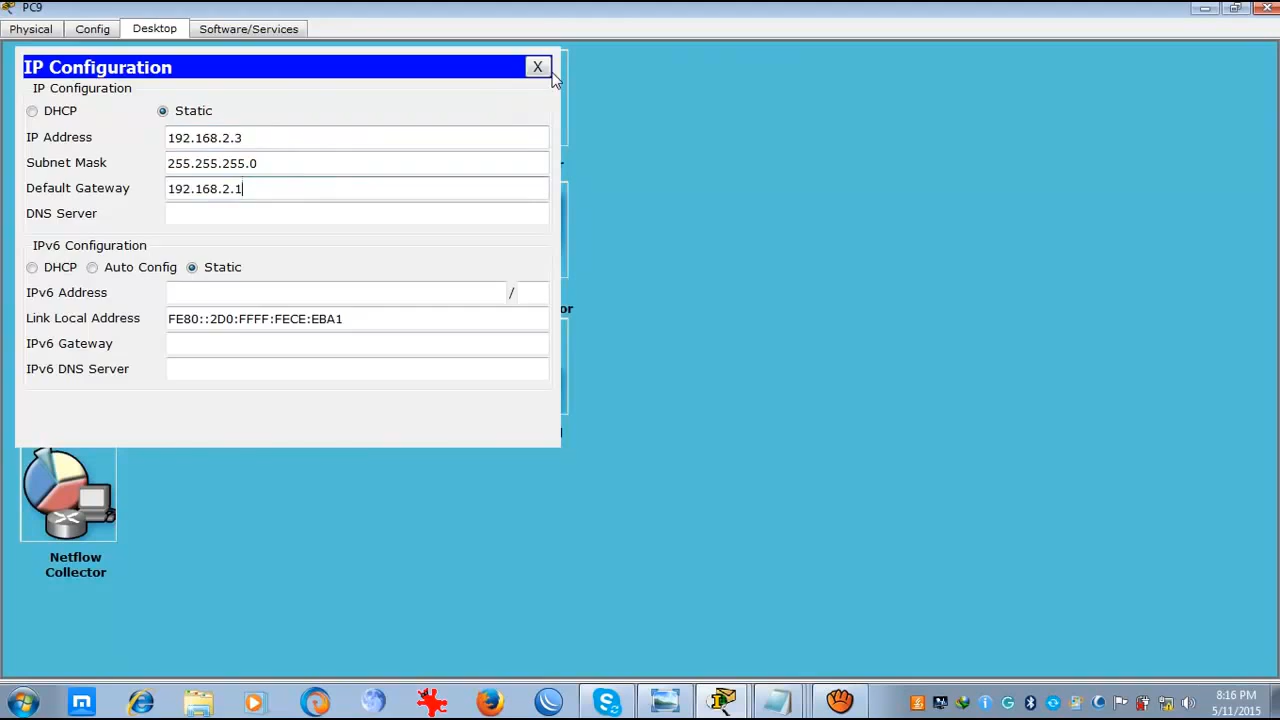 PC9
Physical Config Desktop Software/Services
IP Configuration X
IP Configuration
DHCP Static
IP Address 192.168.2.3
Subnet Mask 255.255.255.0
Default Gateway 192.168.2.1
DNS Server
IPv6 Configuration
DHCP Auto Config Static
IPv6 Address /
or
Link Local Address FE80::2D0:FFFF:FECE:EBA1
IPv6 Gateway
IPv6 DNS Server
Netflow
Collector
8:16 PM
5/11/2015